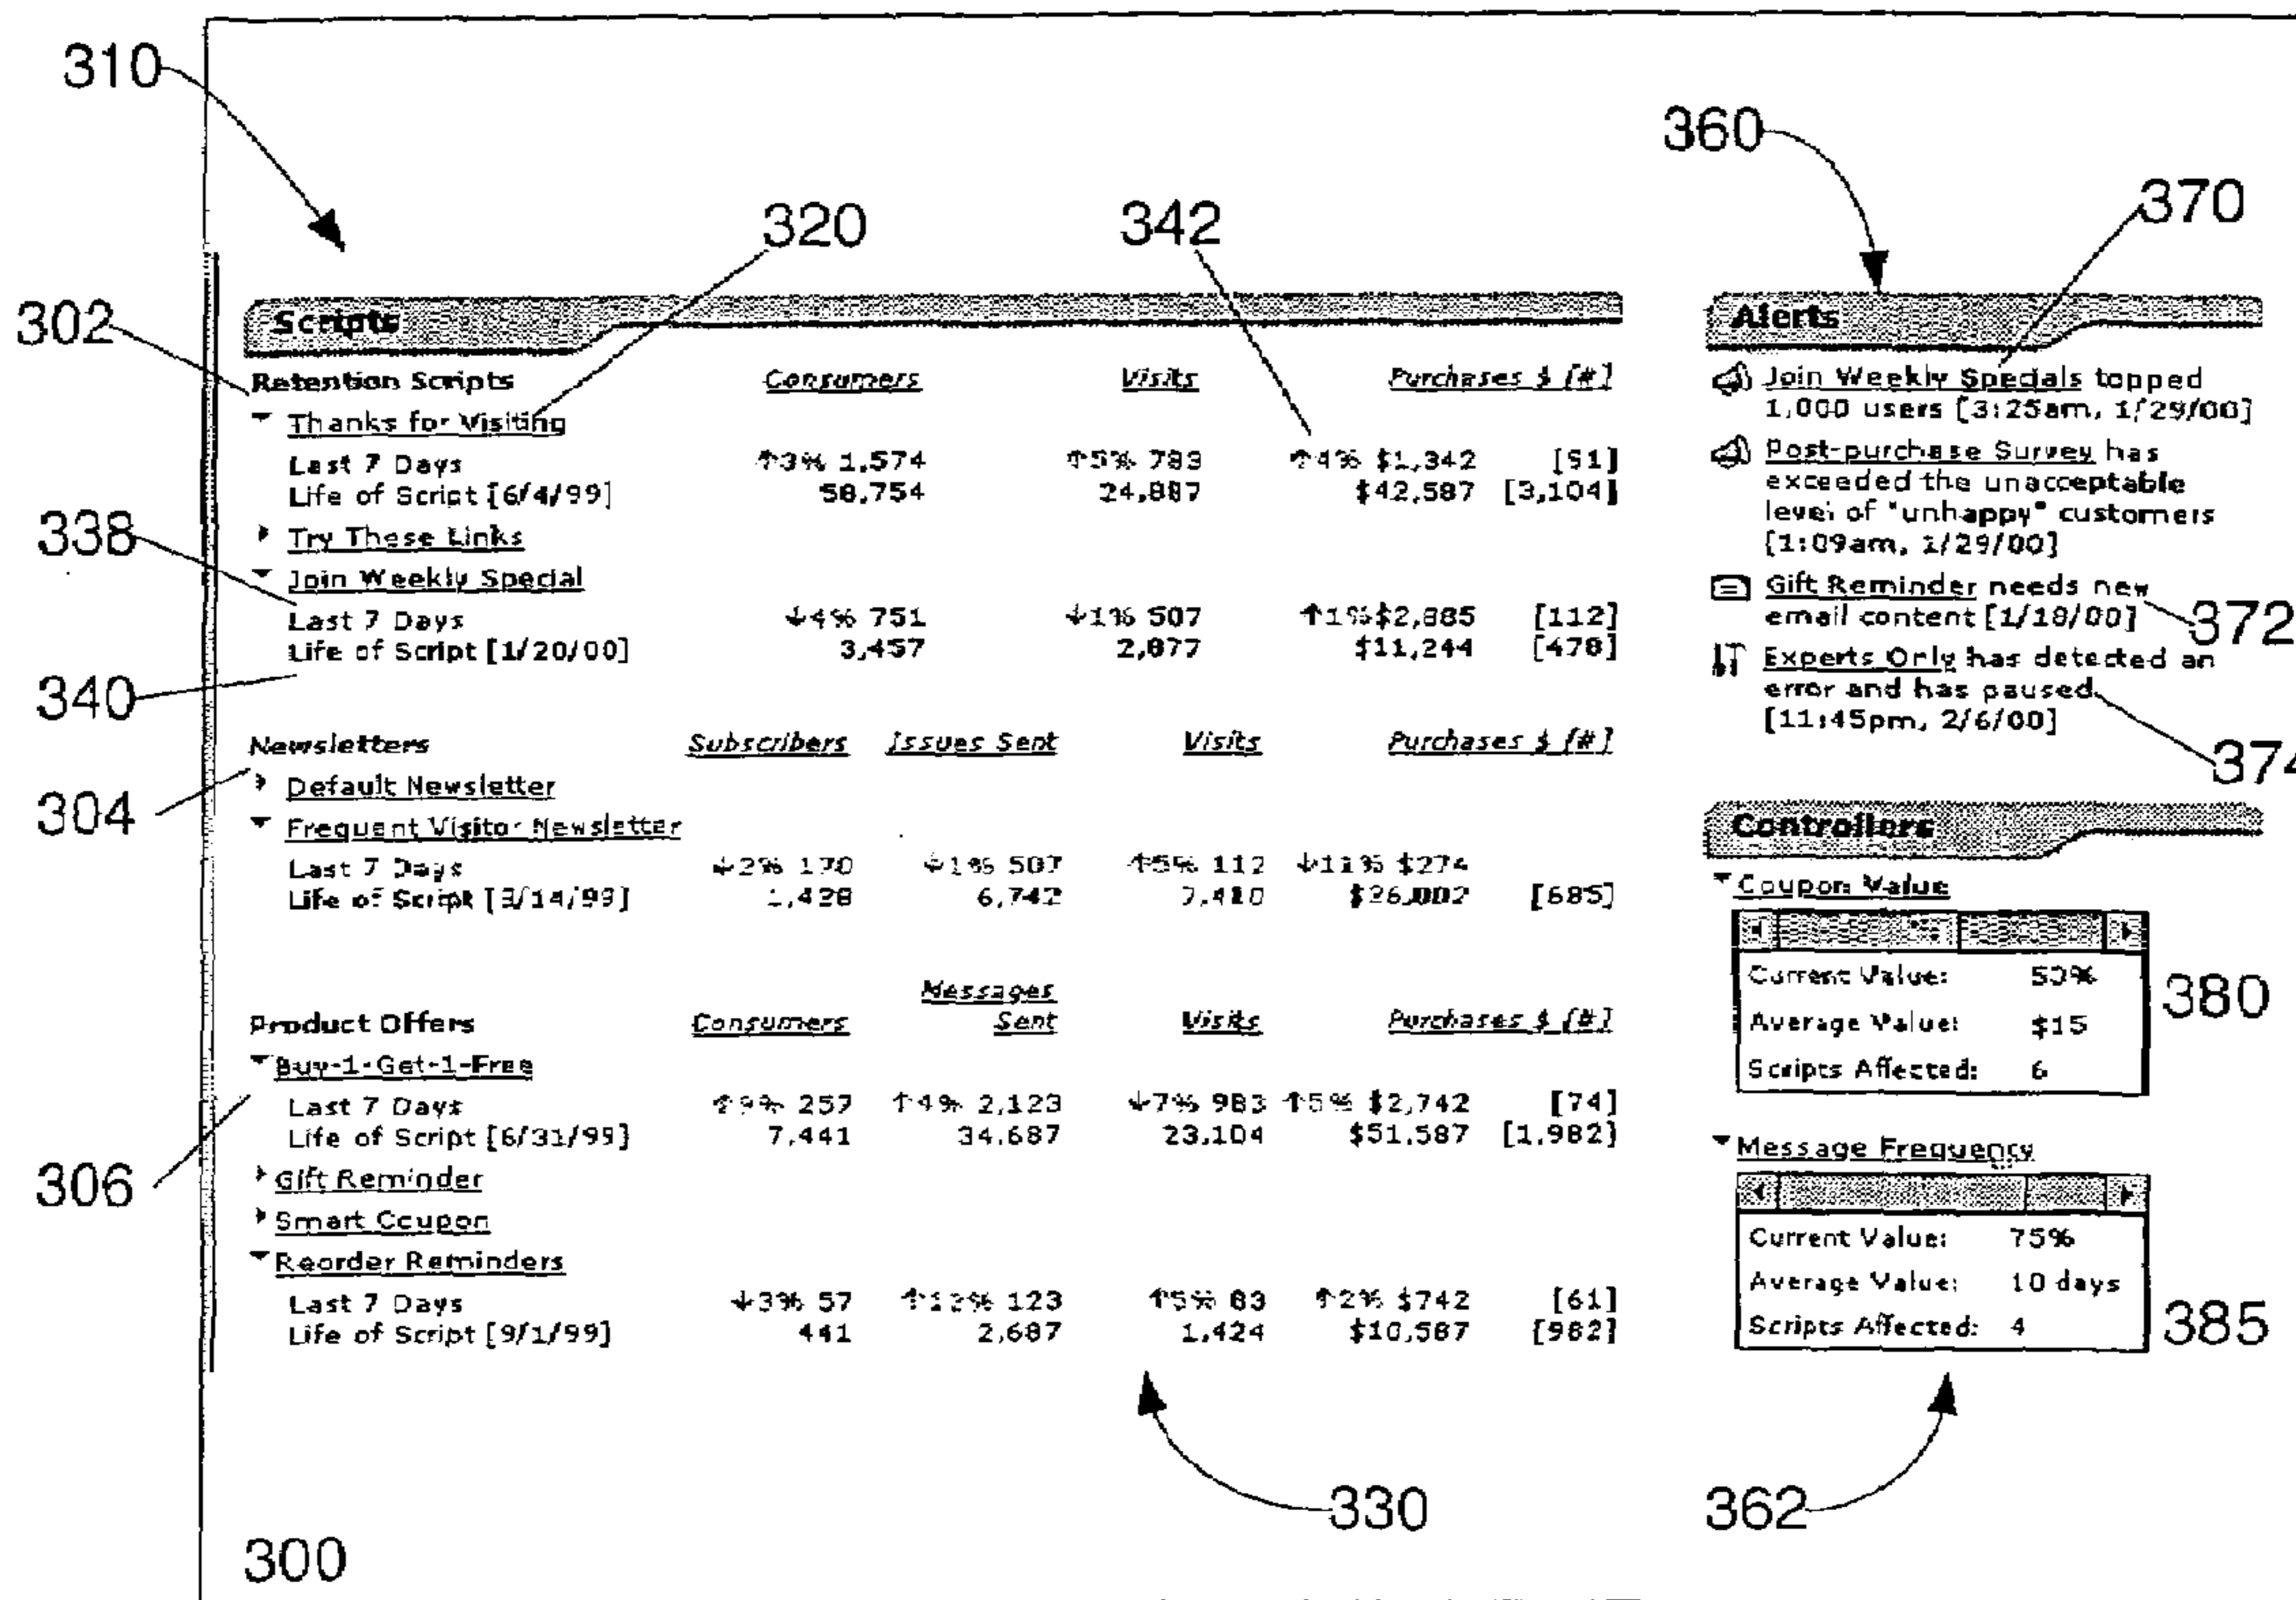 310
360
370
320
342
302
Scripts
Retention Scripts Consumers Visits Purchases $ [#]
Thanks for Visiting
Last 7 Days ↑3% 1,574 ↑5% 783 ↑4% $1,342 [91]
Life of Script [6/4/99] 58,754 24,887 $42,587 [3,104]
338
Try These Links
Join Weekly Special
Last 7 Days ↓4% 751 ↓1% 507 ↑1% $2,885 [112]
Life of Script [1/20/00] 3,457 2,877 $11,244 [478]
340
Newsletters Subscribers Issues Sent Visits Purchases $ [#]
304
Default Newsletter
Frequent Visitor Newsletter
Last 7 Days ↓2% 170 ↓1% 507 ↑5% 112 ↓11% $274
Life of Script [3/14/99] 1,428 6,742 $26,002 [685]
Product Offers Consumers Messages Sent Visits Purchases $ [#]
Buy-1-Get-1-Free
Last 7 Days ↑9% 257 ↑4% 2,123 ↓7% 983 ↑5% $2,742 [74]
Life of Script [6/31/99] 7,441 34,687 23,104 $51,587 [1,982]
306
Gift Reminder
Smart Coupon
Reorder Reminders
Last 7 Days ↓3% 57 ↑12% 123 ↑5% 83 ↑2% $742 [61]
Life of Script [9/1/99] 441 2,687 1,424 $10,587 [982]
Alerts
Join Weekly Specials topped
1,000 users [3:25am, 1/29/00]
Post-purchase Survey has
exceeded the unacceptable
level of "unhappy" customers
[1:09am, 1/29/00]
Gift Reminder needs new
email content [1/18/00]
372
Experts Only has detected an
error and has paused
[11:45pm, 2/6/00]
374
Controllers
Coupon Value
Current Value: 50%
Average Value: $15
Scripts Affected: 6
380
Message Frequency
Current Value: 75%
Average Value: 10 days
Scripts Affected: 4
385
330
362
300